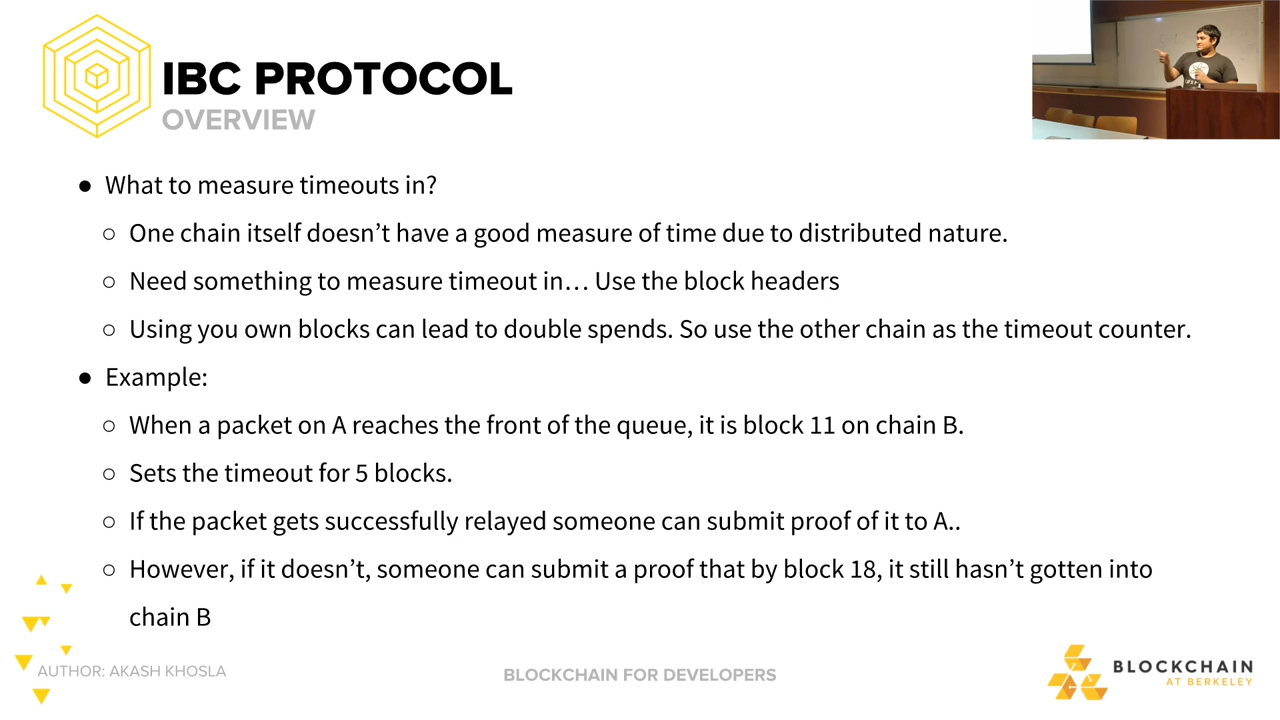 IBC PROTOCOL
OVERVIEW
● What to measure timeouts in?
○ One chain itself doesn’t have a good measure of time due to distributed nature.
○ Need something to measure timeout in… Use the block headers
○ Using you own blocks can lead to double spends. So use the other chain as the timeout counter.
● Example:
○ When a packet on A reaches the front of the queue, it is block 11 on chain B.
○ Sets the timeout for 5 blocks.
○ If the packet gets successfully relayed someone can submit proof of it to A..
○ However, if it doesn’t, someone can submit a proof that by block 18, it still hasn’t gotten into
chain B
AUTHOR: AKASH KHOSLA
BLOCKCHAIN FOR DEVELOPERS
BLOCKCHAIN
AT BERKELEY